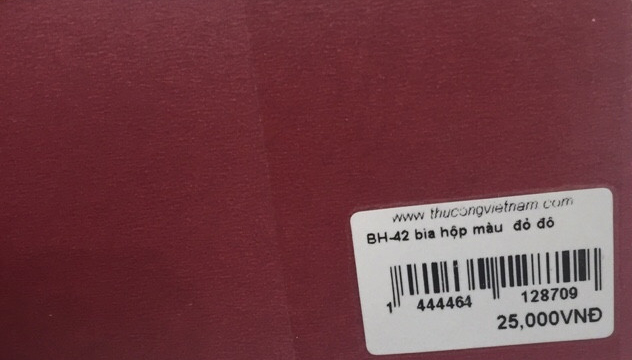 www thucongvietnam.com
BH-42 bìa hộp màu đỏ đô
1 444464 128709
25,000VNĐ